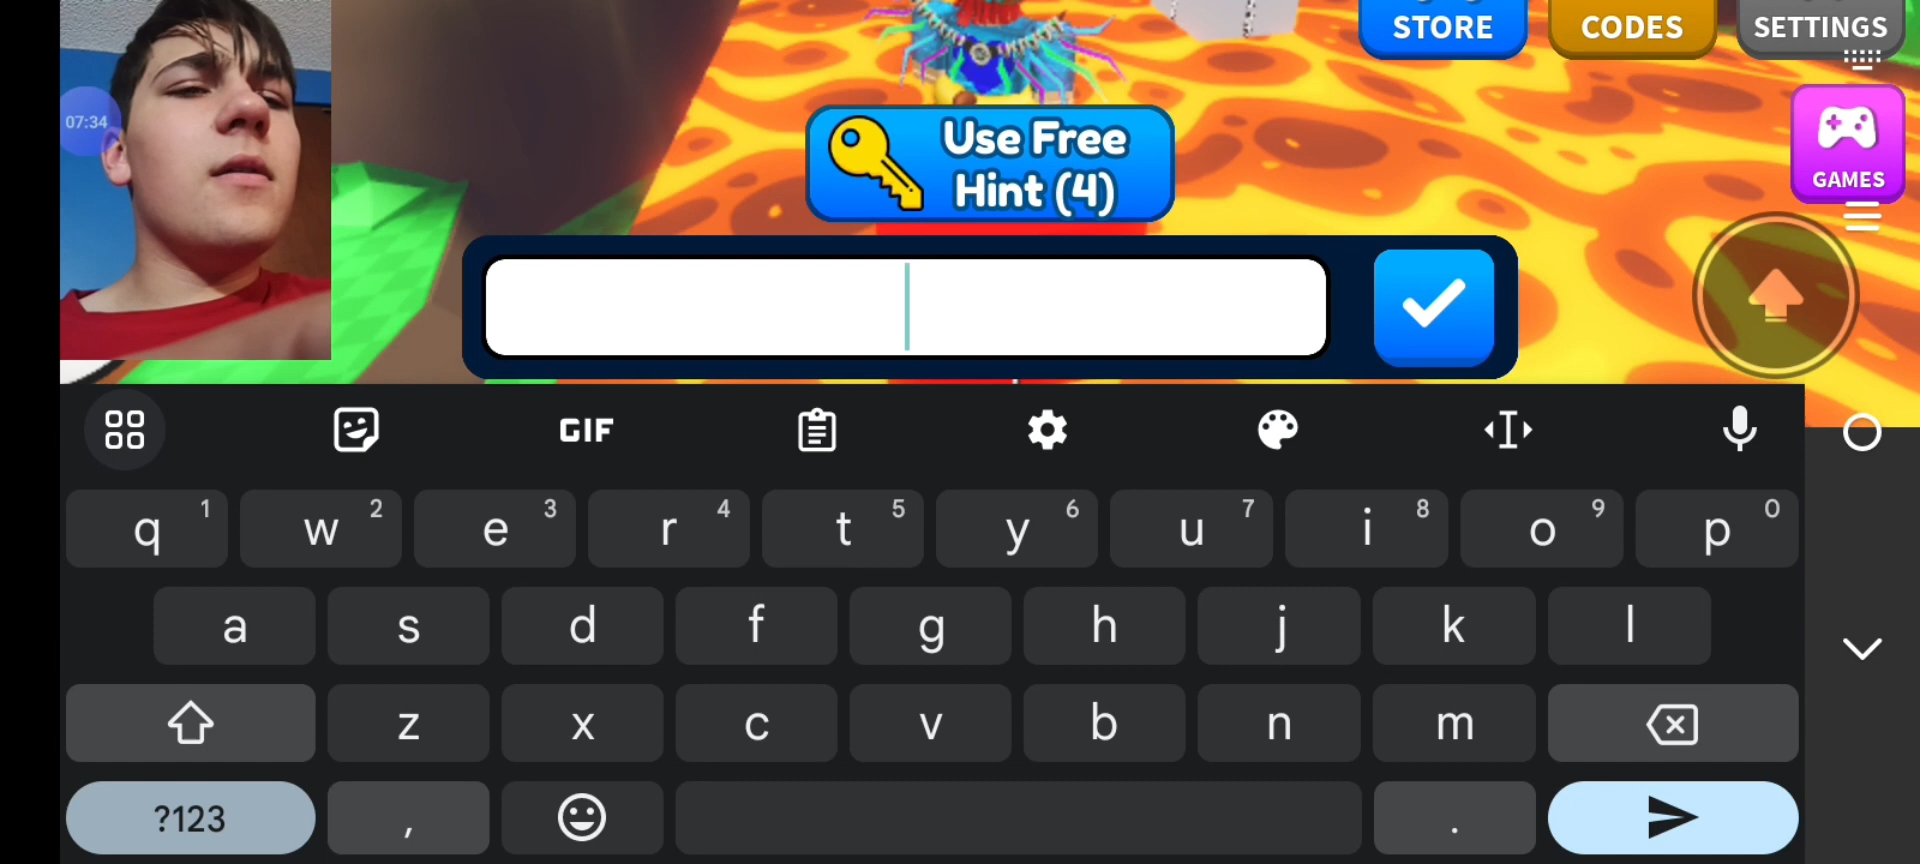 STORE
CODES
SETTINGS
07:34
Use Free
Hint (4)
GAMES
GIF
q 1 w 2 e 3 r 4 t 5 y 6 u 7 i 8 o 9 p 0
a s d f g h j k l
z x c v b n m
?123 , .